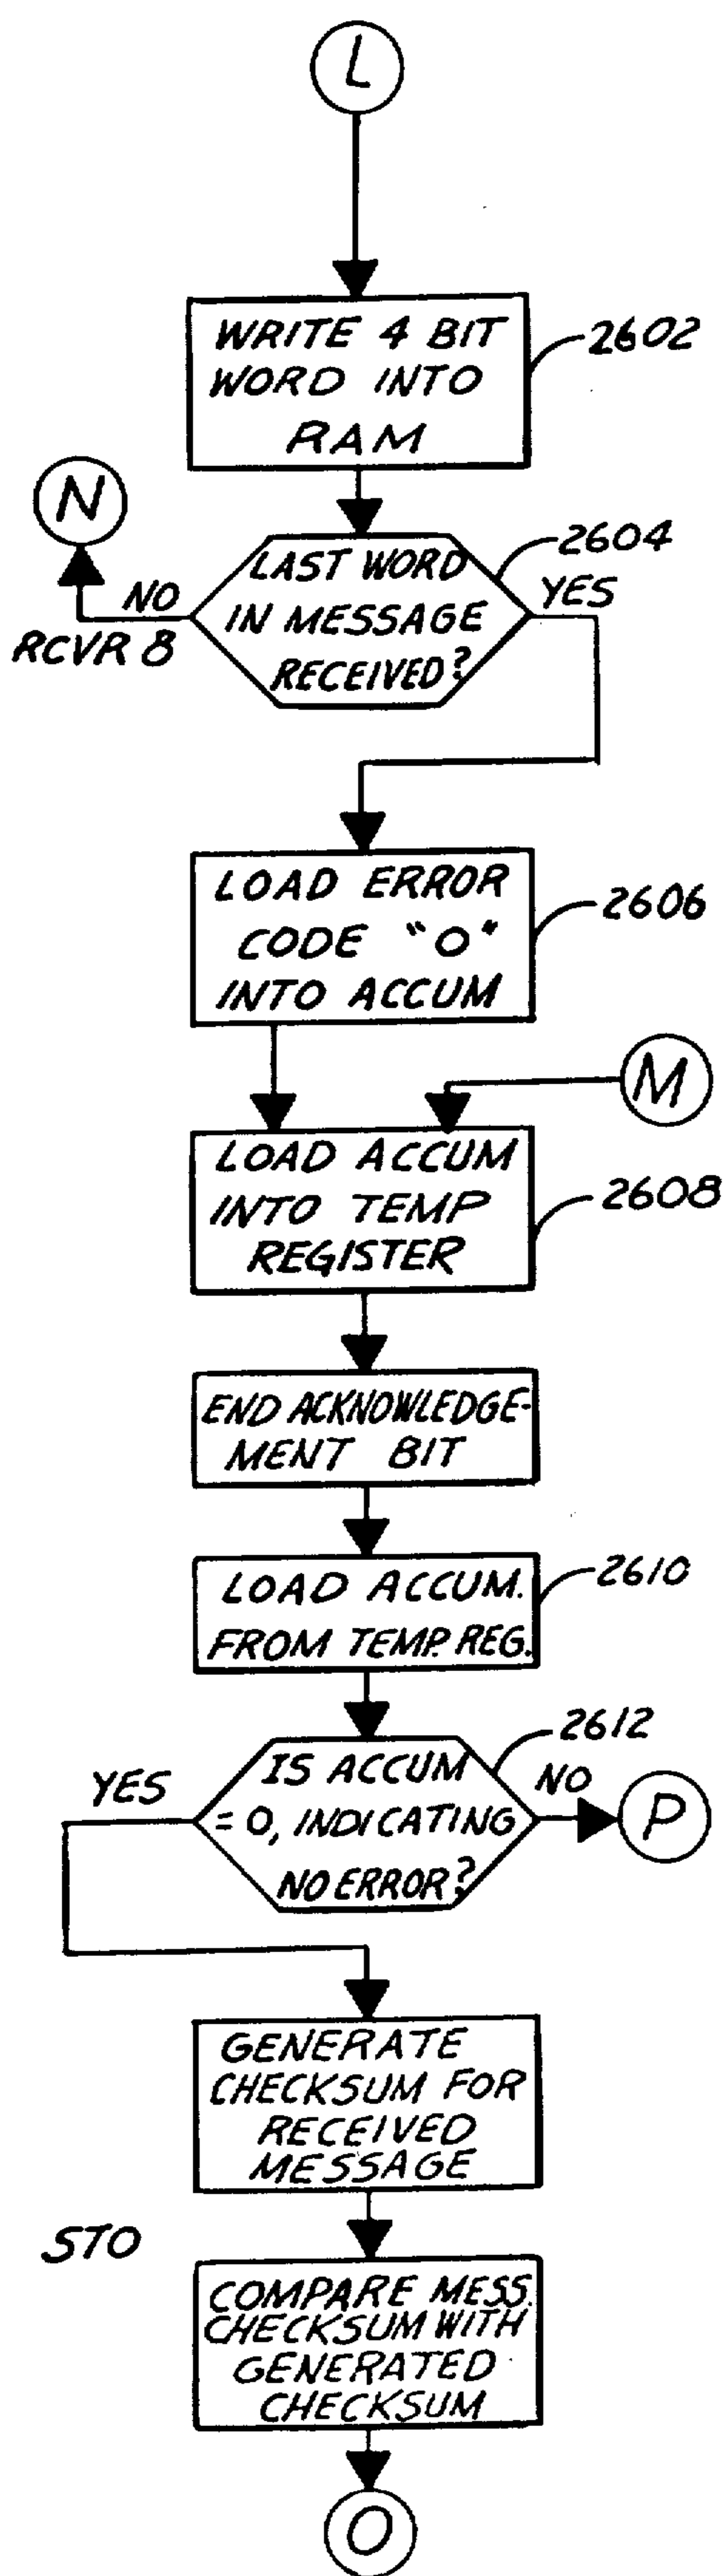 L
WRITE 4 BIT
WORD INTO
RAM
2602
N
LAST WORD
IN MESSAGE
RECEIVED?
2604
NO
YES
RCVR 8
LOAD ERROR
CODE "O"
INTO ACCUM
2606
M
LOAD ACCUM
INTO TEMP
REGISTER
2608
END ACKNOWLEDGE-
MENT BIT
LOAD ACCUM.
FROM TEMP. REG.
2610
IS ACCUM
= 0, INDICATING
NO ERROR?
2612
YES
NO
P
GENERATE
CHECKSUM FOR
RECEIVED
MESSAGE
STO
COMPARE MESS.
CHECKSUM WITH
GENERATED
CHECKSUM
O